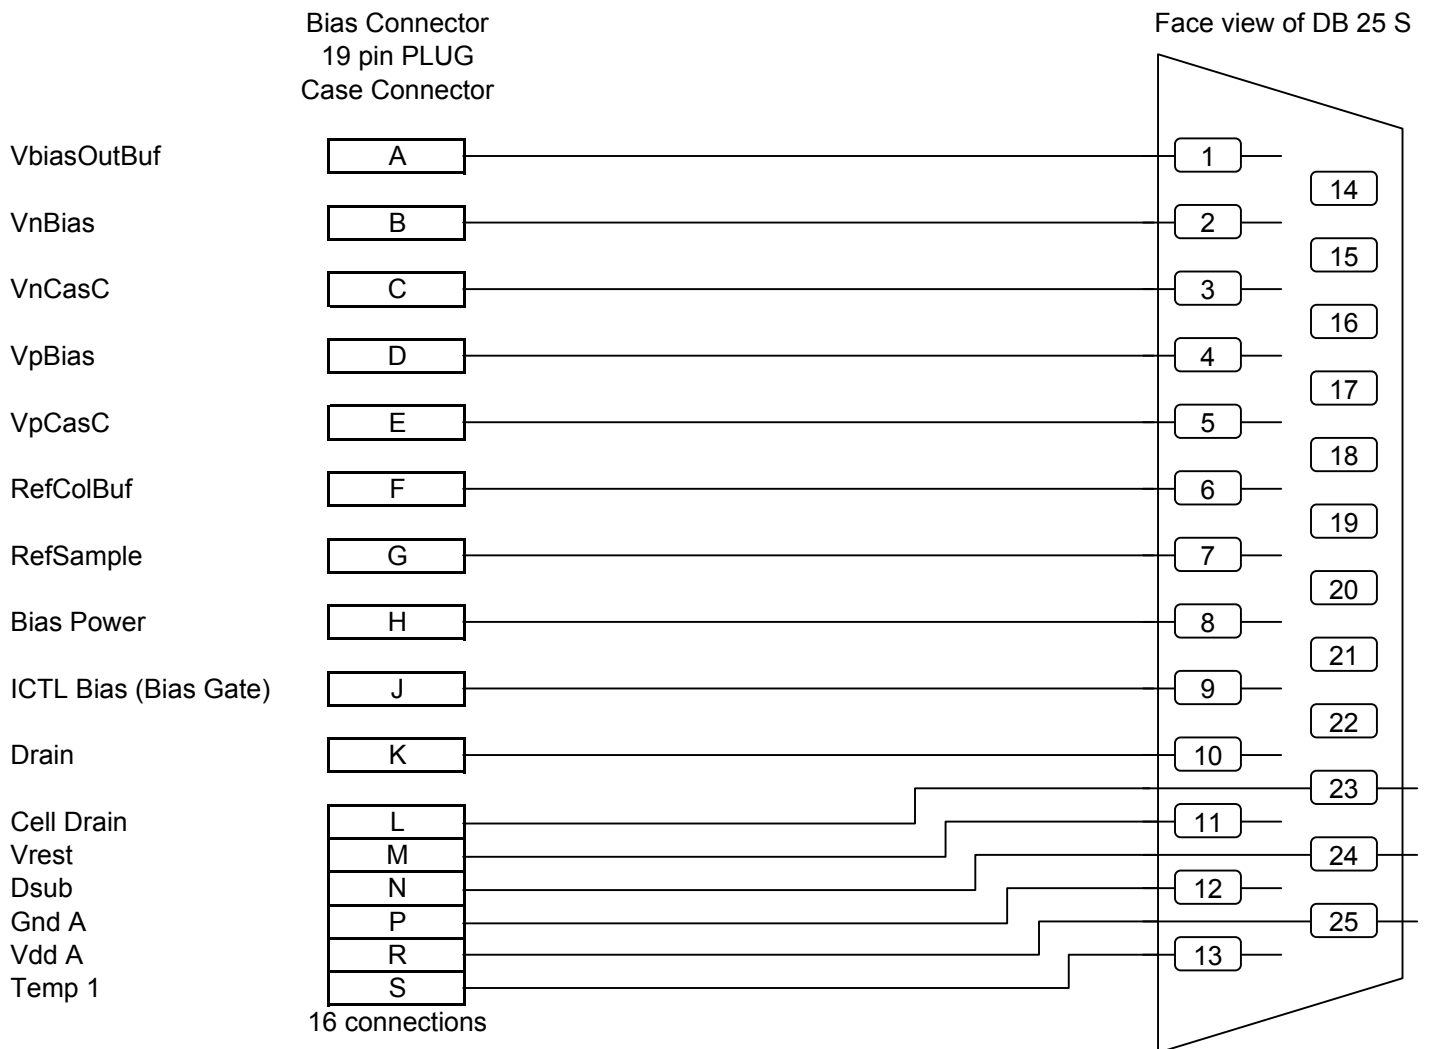 Bias Connector
19 pin PLUG
Case Connector
Face view of DB 25 S
VbiasOutBuf A 1
14
VnBias B 2
15
VnCasC C 3
16
VpBias D 4
17
VpCasC E 5
18
RefColBuf F 6
19
RefSample G 7
20
Bias Power H 8
21
ICTL Bias (Bias Gate) J 9
22
Drain K 10
23
Cell Drain L 11
Vrest M 24
Dsub N 12
Gnd A P 25
Vdd A R 13
Temp 1 S
16 connections